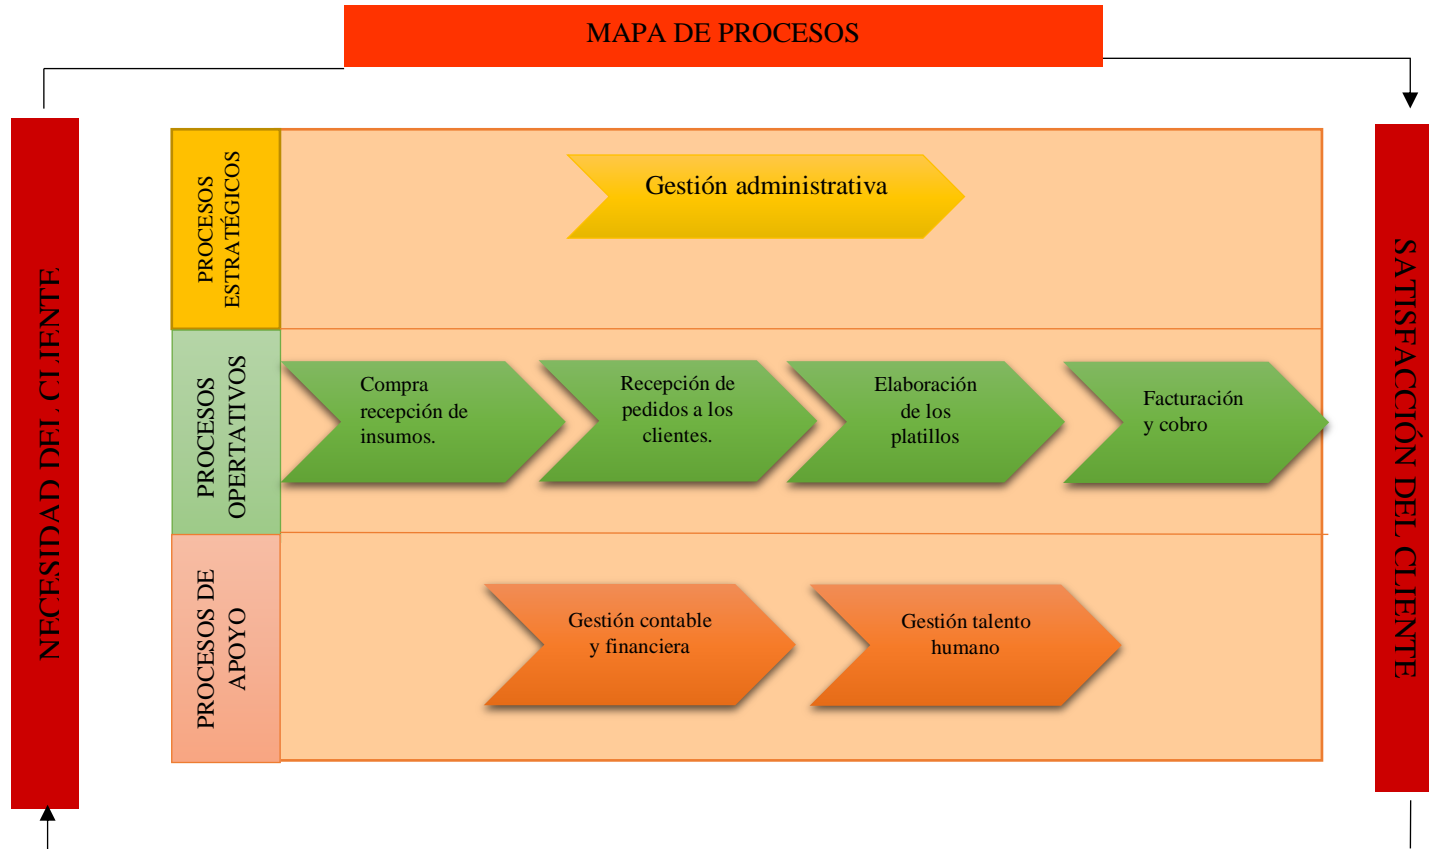 MAPA DE PROCESOS
NECESIDAD DEL CLIENTE
PROCESOS
ESTRATÉGICOS
Gestión administrativa
PROCESOS
OPERTATIVOS
Compra
recepción de
insumos.
Recepción de
pedidos a los
clientes.
Elaboración
de los
platillos
Facturación
y cobro
PROCESOS DE
APOYO
Gestión contable
y financiera
Gestión talento
humano
SATISFACCIÓN DEL CLIENTE